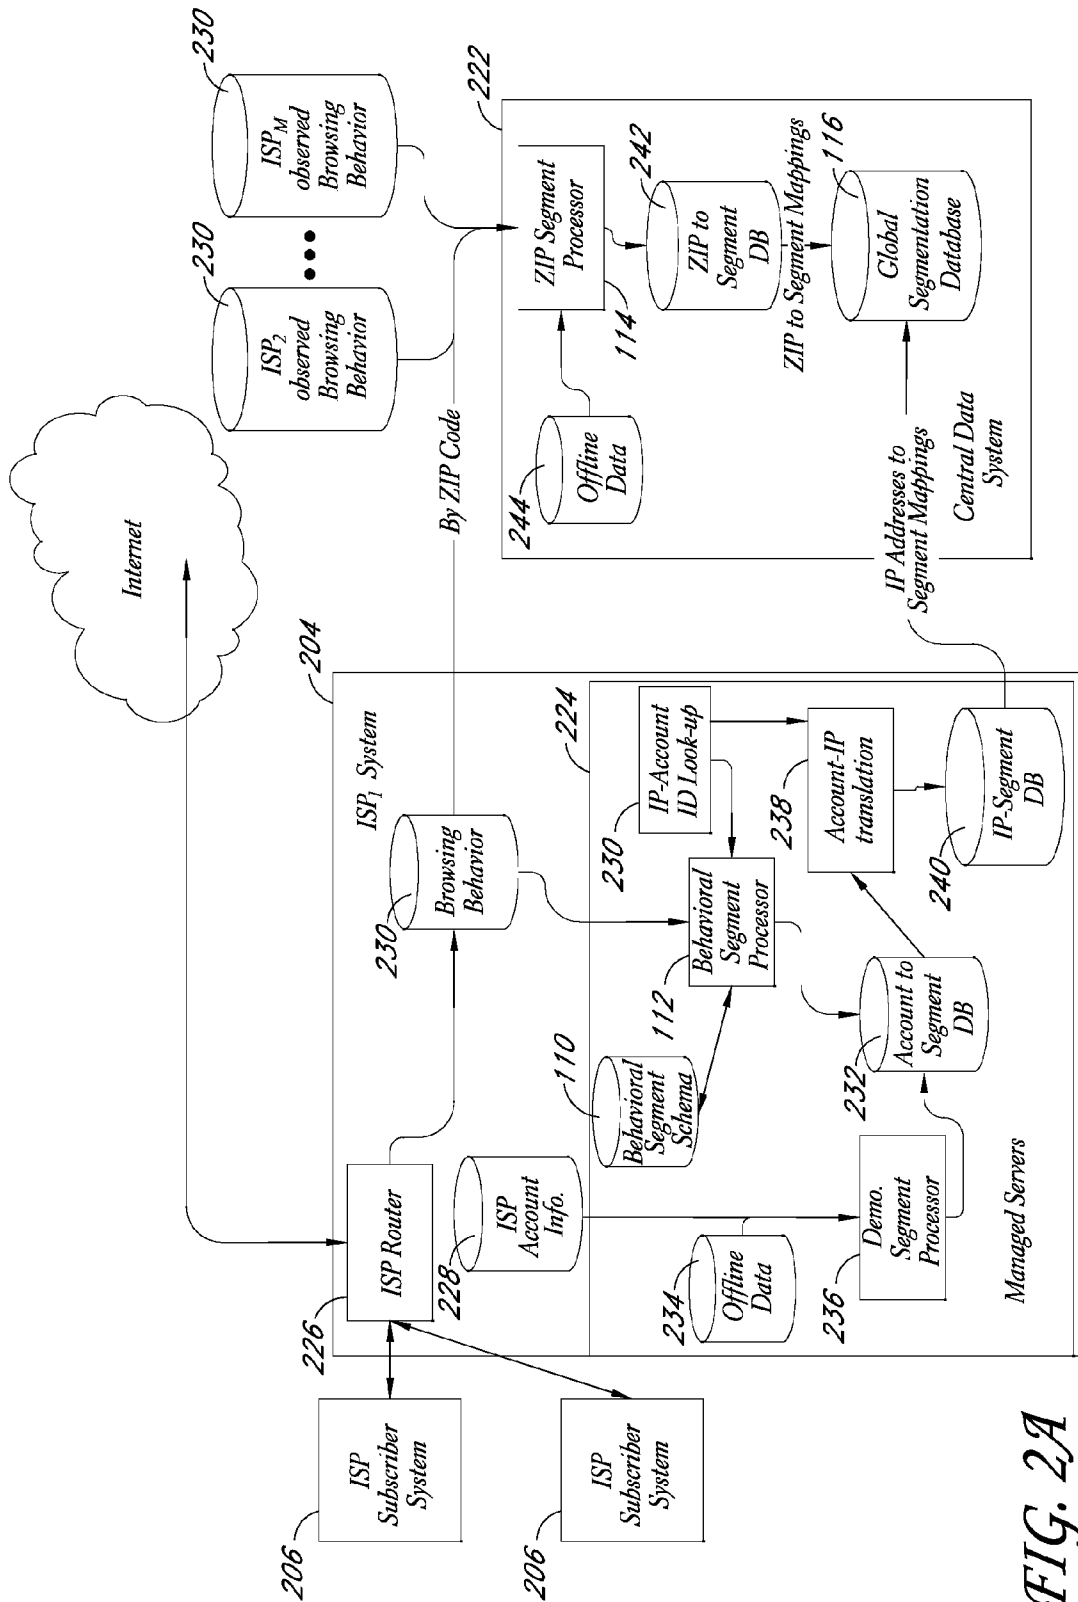 206
ISP
Subscriber
System
206
ISP
Subscriber
System
Internet
204
ISP1 System
226
ISP Router
228
ISP
Account
Info.
230
Browsing
Behavior
By ZIP Code
230
ISP2
observed
Browsing
Behavior
230
ISPM
observed
Browsing
Behavior
224
234
Offline
Data
236
Demo.
Segment
Processor
110
Behavioral
Segment
Schema
112
Behavioral
Segment
Processor
230
IP-Account
ID Look-up
232
Account to
Segment
DB
238
Account-IP
translation
240
IP-Segment
DB
Managed Servers
IP Addresses to
Segment Mappings
222
244
Offline
Data
ZIP Segment
Processor
114
242
ZIP to
Segment
DB
ZIP to Segment Mappings
116
Global
Segmentation
Database
Central Data
System
FIG. 2A